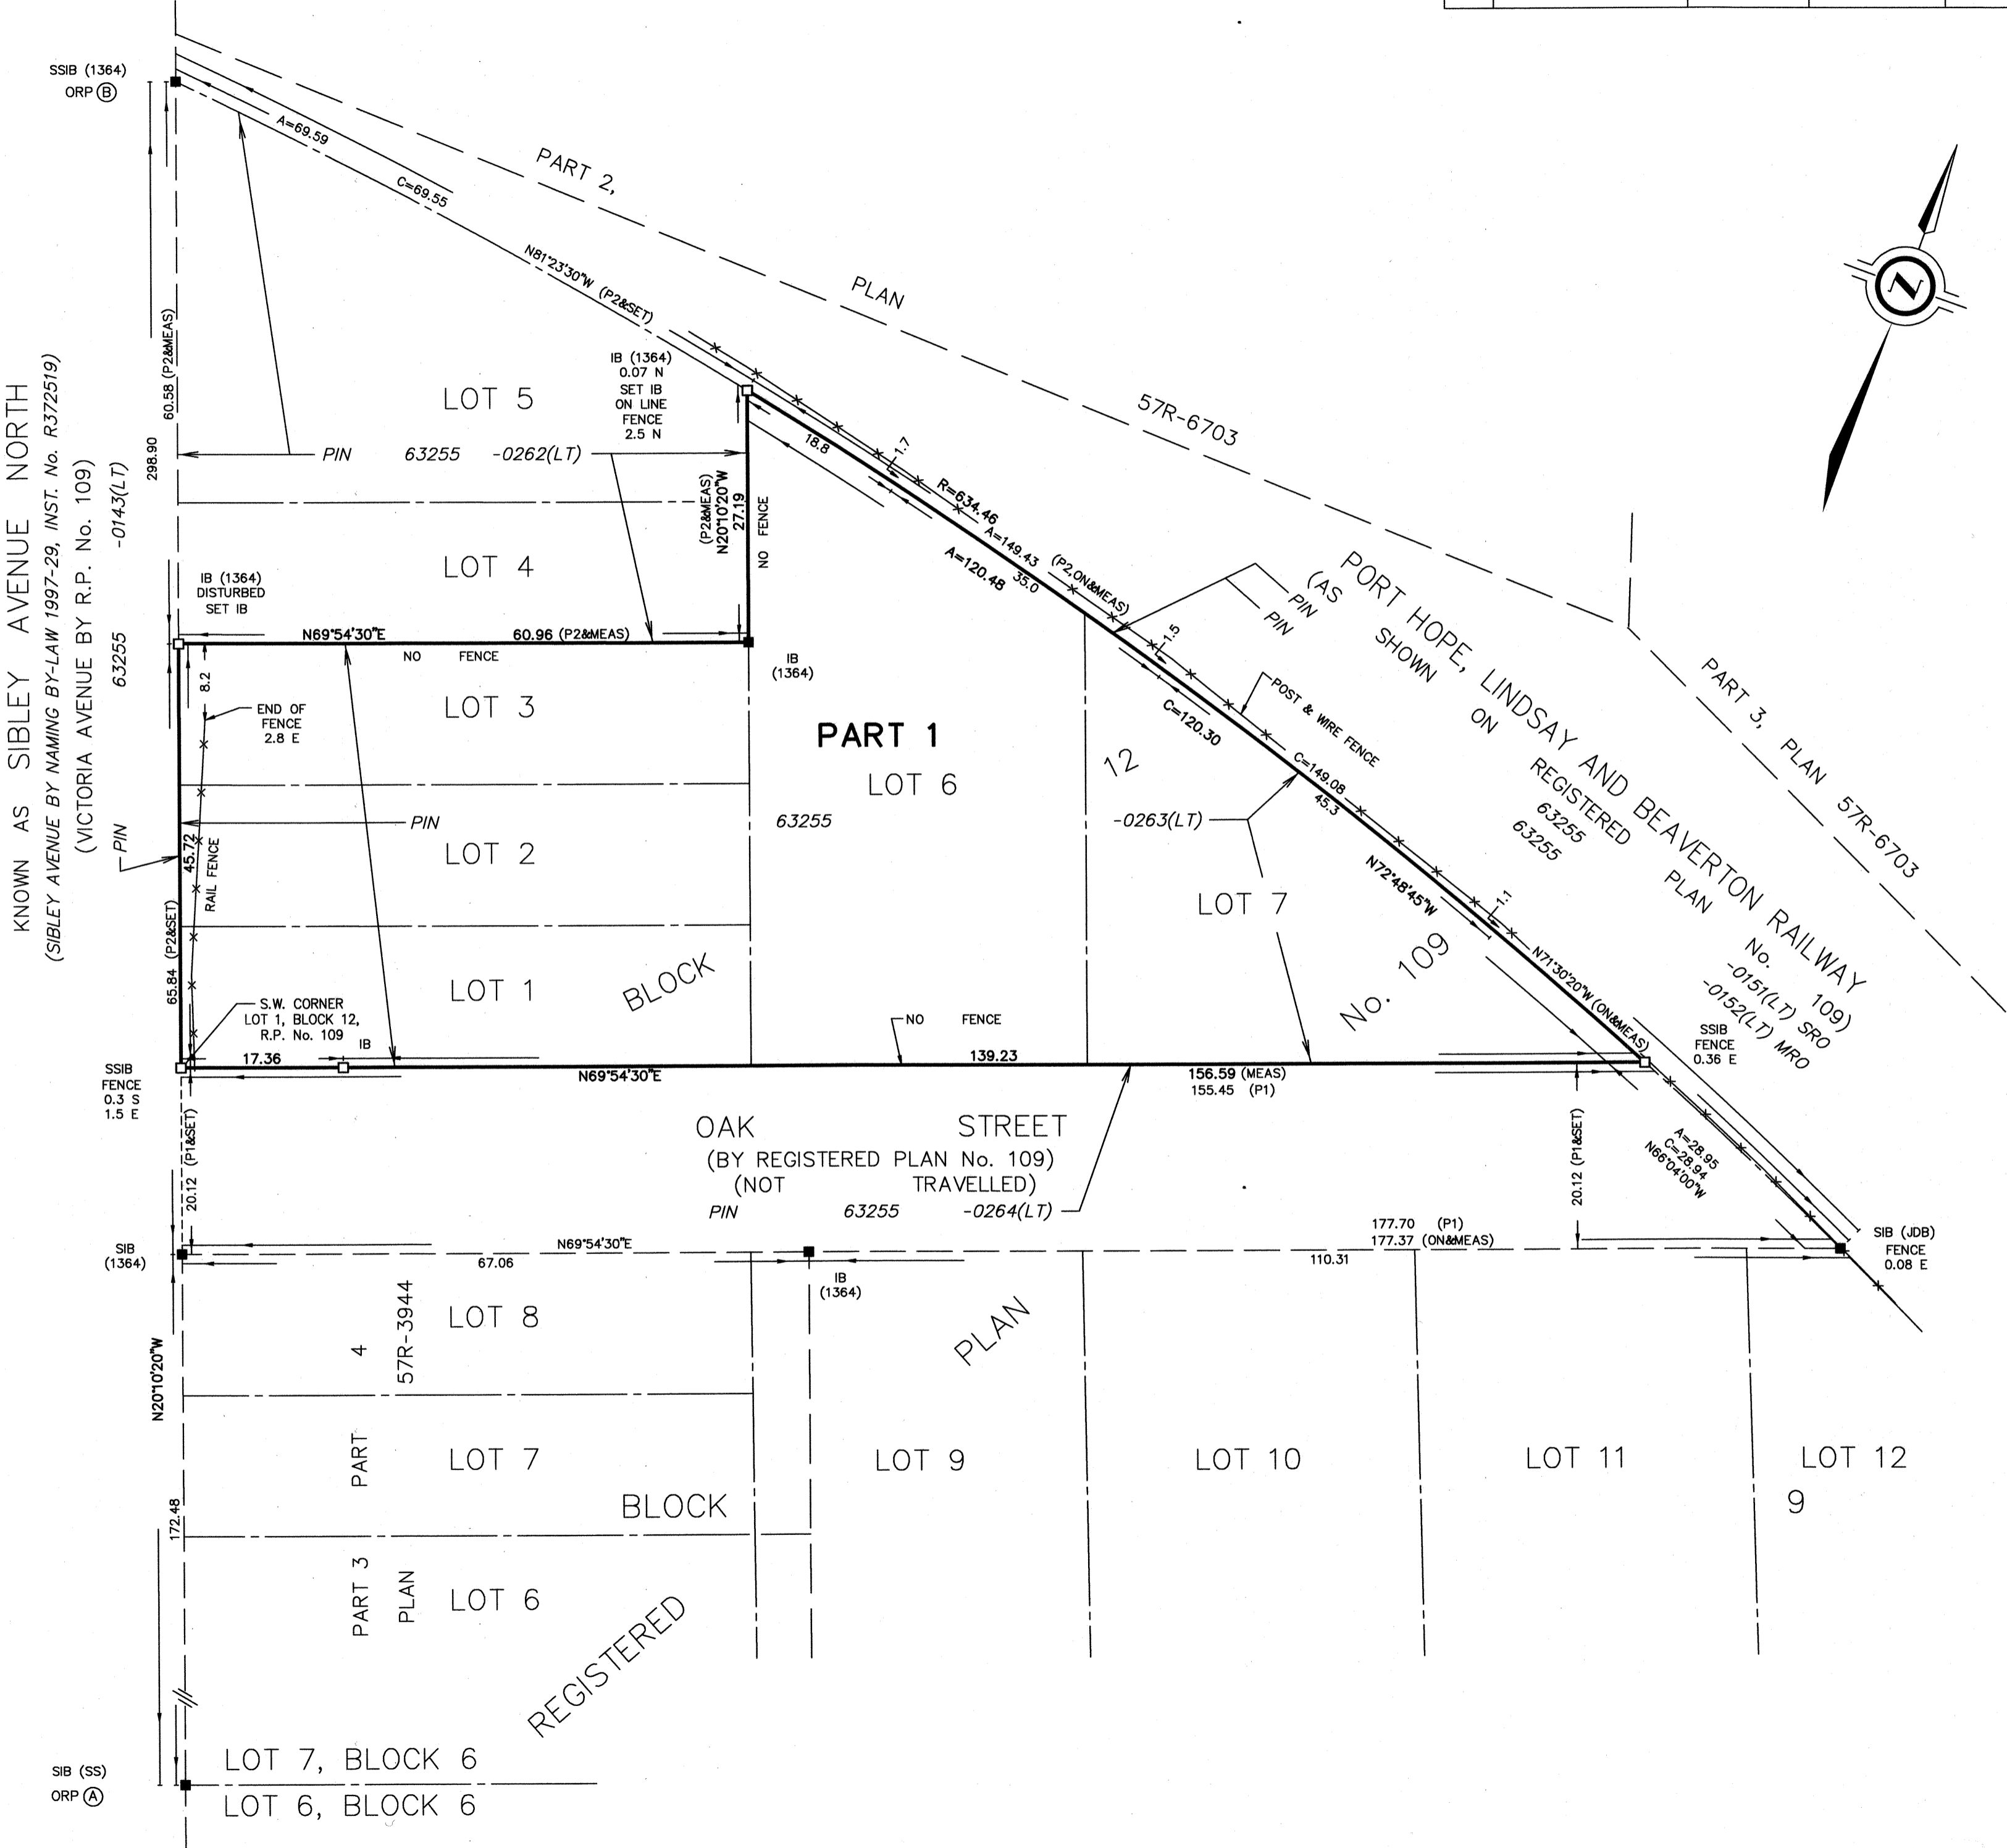 SSIB (1364)
ORP Ⓑ
A=69.59
C=69.55
N81°23'30"W (P2&SET)
PART 2,
PLAN
57R-6703
PART 3, PLAN 57R-6703
N
298.90
60.58 (P2&MEAS)
KNOWN AS SIBLEY AVENUE NORTH
(SIBLEY AVENUE BY NAMING BY-LAW 1997-29, INST. No. R372519)
(VICTORIA AVENUE BY R.P. No. 109)
PIN 63255 -0143(LT)
LOT 5
IB (1364)
0.07 N
SET IB
ON LINE
FENCE
2.5 N
PIN 63255 -0262(LT)
(P2&MEAS)
N20°10'20"W
27.19
NO FENCE
LOT 4
IB (1364)
DISTURBED
SET IB
N69°54'30"E
60.96 (P2&MEAS)
NO FENCE
IB
(1364)
18.8
1.7
R=634.46
A=149.43 (P2,ON&MEAS)
A=120.48
35.0
1.5
PIN
PIN
PORT HOPE, LINDSAY AND BEAVERTON RAILWAY
(AS SHOWN ON REGISTERED PLAN No. 109)
63255 -0151(LT) SRO
63255 -0152(LT) MRO
POST & WIRE FENCE
C=120.30
C=149.08
45.3
N72°48'45"W
1.1
N71°30'20"W (ON&MEAS)
8.2
END OF
FENCE
2.8 E
LOT 3
PART 1
LOT 6
PIN 63255 -0263(LT)
LOT 2
45.72
RAIL FENCE
65.84 (P2&SET)
LOT 1
BLOCK 12
LOT 7
No. 109
S.W. CORNER
LOT 1, BLOCK 12,
R.P. No. 109
IB
17.36
N69°54'30"E
NO FENCE
139.23
156.59 (MEAS)
155.45 (P1)
SSIB
FENCE
0.3 S
1.5 E
SSIB
FENCE
0.36 E
20.12 (P1&SET)
OAK STREET
(BY REGISTERED PLAN No. 109)
(NOT TRAVELLED)
PIN 63255 -0264(LT)
20.12 (P1&SET)
A=28.95
C=28.94
N66°04'00"W
SIB
(1364)
N69°54'30"E
67.06
177.70 (P1)
177.37 (ON&MEAS)
110.31
IB
(1364)
SIB (JDB)
FENCE
0.08 E
N20°10'20"W
172.48
LOT 8
PART 4
57R-3944
PLAN
LOT 7
LOT 9
LOT 10
LOT 11
LOT 12
BLOCK 9
PART 3
PLAN
LOT 6
REGISTERED
SIB (SS)
ORP Ⓐ
LOT 7, BLOCK 6
LOT 6, BLOCK 6